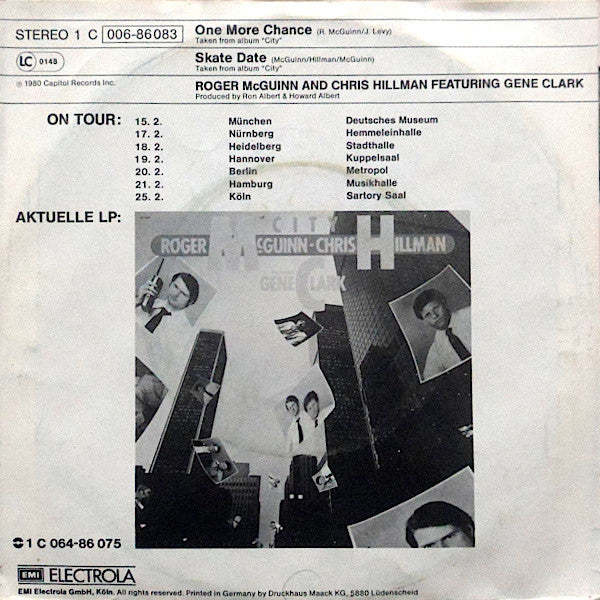 STEREO 1 C 006-86083
One More Chance (R. McGuinn/J. Levy)
Taken from album "City"
LC 0148
Skate Date (McGuinn/Hillman/McGuinn)
Taken from album "City"
℗ 1980 Capitol Records Inc.
ROGER McGUINN AND CHRIS HILLMAN FEATURING GENE CLARK
Produced by Ron Albert & Howard Albert
ON TOUR: 15. 2. München Deutsches Museum
17. 2. Nürnberg Hemmeleinhalle
18. 2. Heidelberg Stadthalle
19. 2. Hannover Kuppelsaal
20. 2. Berlin Metropol
21. 2. Hamburg Musikhalle
25. 2. Köln Sartory Saal
AKTUELLE LP:
CITY
ROGER McGUINN · CHRIS HILLMAN
GENE CLARK
1 C 064-86 075
EMI ELECTROLA
EMI Electrola GmbH, Köln. All rights reserved. Printed in Germany by Druckhaus Maack KG, 5880 Lüdenscheid